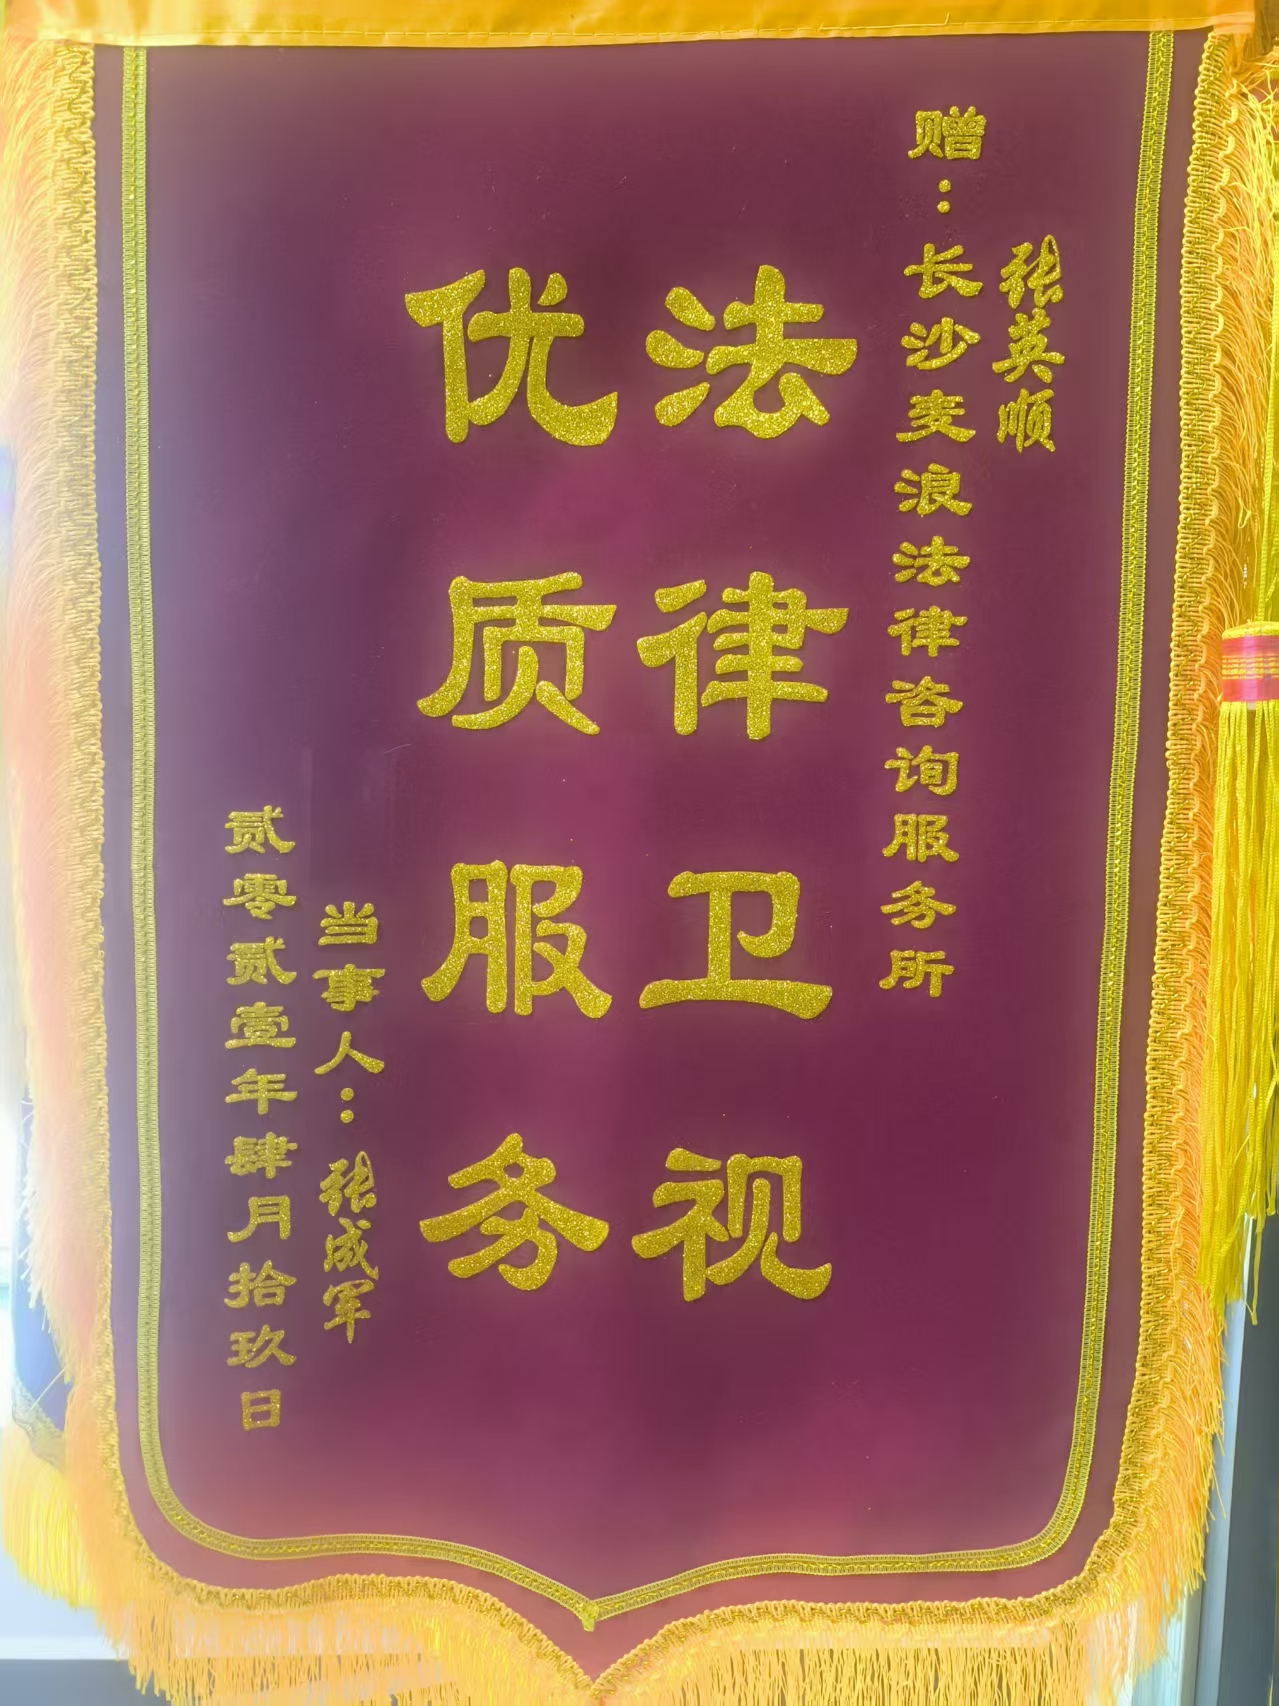 张英顺
赠：长沙麦浪法律咨询服务所
法律卫视
优质服务
当事人：张成军
贰零贰壹年肆月拾玖日